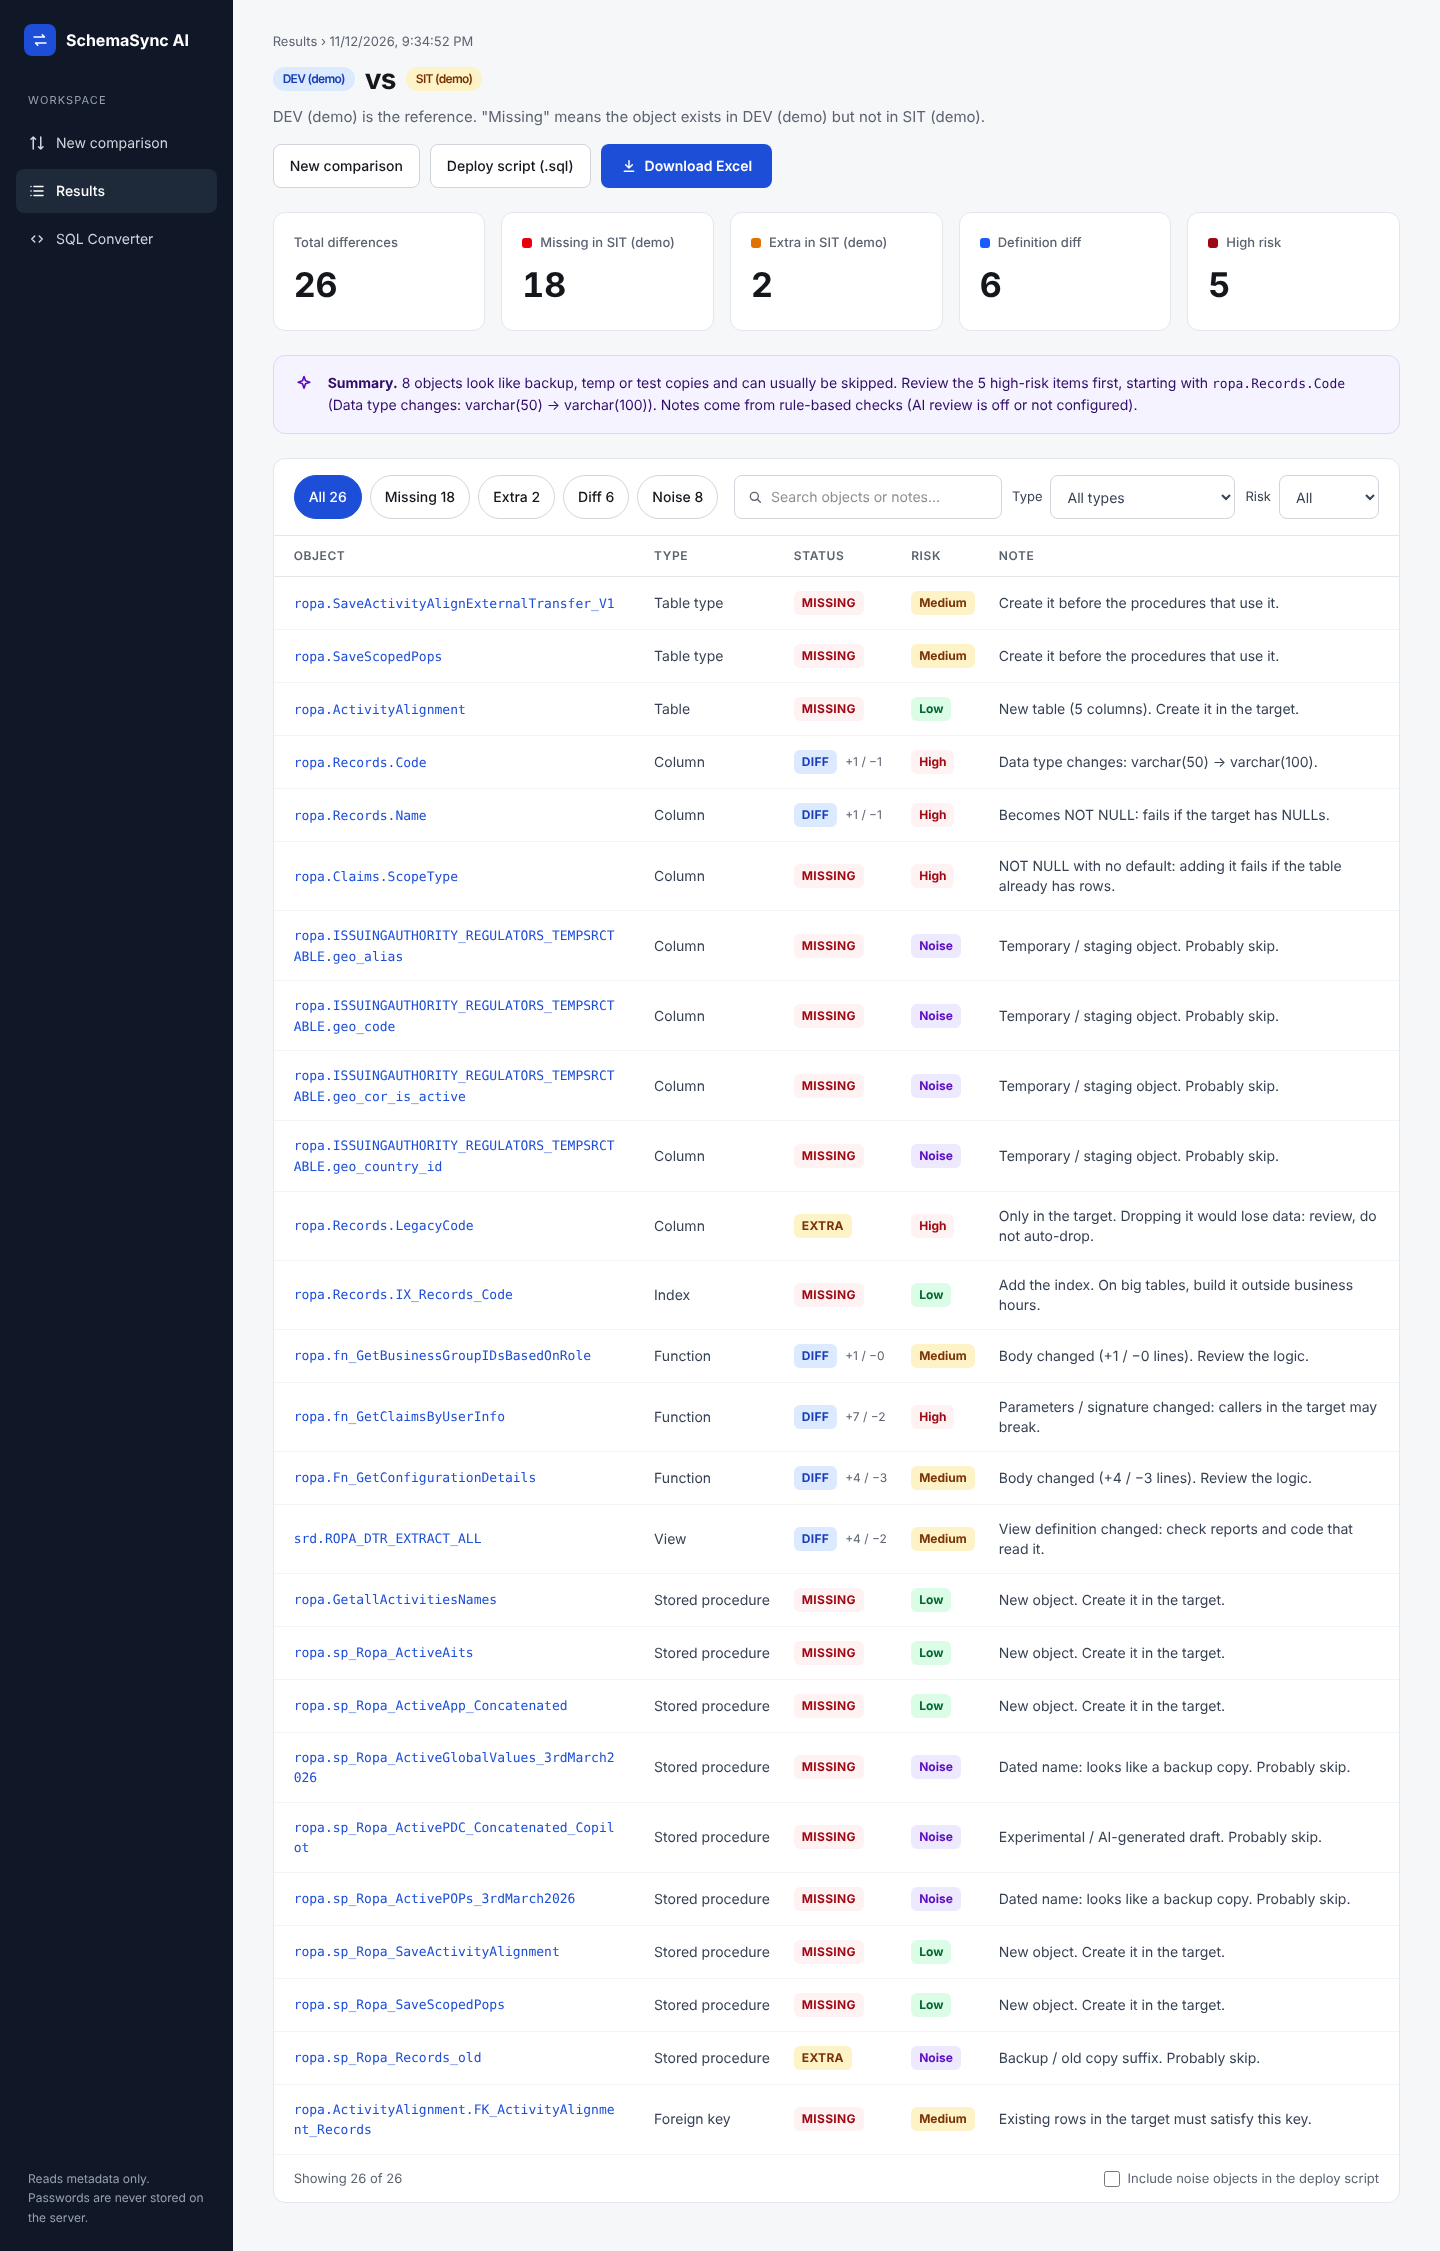 SchemaSync AI
WORKSPACE
New comparison
Results
SQL Converter
Reads metadata only.
Passwords are never stored on
the server.
Results › 11/12/2026, 9:34:52 PM
DEV (demo) vs SIT (demo)
DEV (demo) is the reference. "Missing" means the object exists in DEV (demo) but not in SIT (demo).
New comparison Deploy script (.sql) Download Excel
Total differences Missing in SIT (demo) Extra in SIT (demo) Definition diff High risk
26 18 2 6 5
Summary. 8 objects look like backup, temp or test copies and can usually be skipped. Review the 5 high-risk items first, starting with ropa.Records.Code
(Data type changes: varchar(50) → varchar(100)). Notes come from rule-based checks (AI review is off or not configured).
All 26 Missing 18 Extra 2 Diff 6 Noise 8 Search objects or notes... Type All types Risk All
OBJECT TYPE STATUS RISK NOTE
ropa.SaveActivityAlignExternalTransfer_V1 Table type MISSING Medium Create it before the procedures that use it.
ropa.SaveScopedPops Table type MISSING Medium Create it before the procedures that use it.
ropa.ActivityAlignment Table MISSING Low New table (5 columns). Create it in the target.
ropa.Records.Code Column DIFF +1 / −1 High Data type changes: varchar(50) → varchar(100).
ropa.Records.Name Column DIFF +1 / −1 High Becomes NOT NULL: fails if the target has NULLs.
ropa.Claims.ScopeType Column MISSING High NOT NULL with no default: adding it fails if the table
already has rows.
ropa.ISSUINGAUTHORITY_REGULATORS_TEMPSRCT
ABLE.geo_alias Column MISSING Noise Temporary / staging object. Probably skip.
ropa.ISSUINGAUTHORITY_REGULATORS_TEMPSRCT
ABLE.geo_code Column MISSING Noise Temporary / staging object. Probably skip.
ropa.ISSUINGAUTHORITY_REGULATORS_TEMPSRCT
ABLE.geo_cor_is_active Column MISSING Noise Temporary / staging object. Probably skip.
ropa.ISSUINGAUTHORITY_REGULATORS_TEMPSRCT
ABLE.geo_country_id Column MISSING Noise Temporary / staging object. Probably skip.
ropa.Records.LegacyCode Column EXTRA High Only in the target. Dropping it would lose data: review, do
not auto-drop.
ropa.Records.IX_Records_Code Index MISSING Low Add the index. On big tables, build it outside business
hours.
ropa.fn_GetBusinessGroupIDsBasedOnRole Function DIFF +1 / −0 Medium Body changed (+1 / −0 lines). Review the logic.
ropa.fn_GetClaimsByUserInfo Function DIFF +7 / −2 High Parameters / signature changed: callers in the target may
break.
ropa.Fn_GetConfigurationDetails Function DIFF +4 / −3 Medium Body changed (+4 / −3 lines). Review the logic.
srd.ROPA_DTR_EXTRACT_ALL View DIFF +4 / −2 Medium View definition changed: check reports and code that
read it.
ropa.GetallActivitiesNames Stored procedure MISSING Low New object. Create it in the target.
ropa.sp_Ropa_ActiveAits Stored procedure MISSING Low New object. Create it in the target.
ropa.sp_Ropa_ActiveApp_Concatenated Stored procedure MISSING Low New object. Create it in the target.
ropa.sp_Ropa_ActiveGlobalValues_3rdMarch2
026 Stored procedure MISSING Noise Dated name: looks like a backup copy. Probably skip.
ropa.sp_Ropa_ActivePDC_Concatenated_Copil
ot Stored procedure MISSING Noise Experimental / AI-generated draft. Probably skip.
ropa.sp_Ropa_ActivePOPs_3rdMarch2026 Stored procedure MISSING Noise Dated name: looks like a backup copy. Probably skip.
ropa.sp_Ropa_SaveActivityAlignment Stored procedure MISSING Low New object. Create it in the target.
ropa.sp_Ropa_SaveScopedPops Stored procedure MISSING Low New object. Create it in the target.
ropa.sp_Ropa_Records_old Stored procedure EXTRA Noise Backup / old copy suffix. Probably skip.
ropa.ActivityAlignment.FK_ActivityAlignme
nt_Records Foreign key MISSING Medium Existing rows in the target must satisfy this key.
Showing 26 of 26 Include noise objects in the deploy script